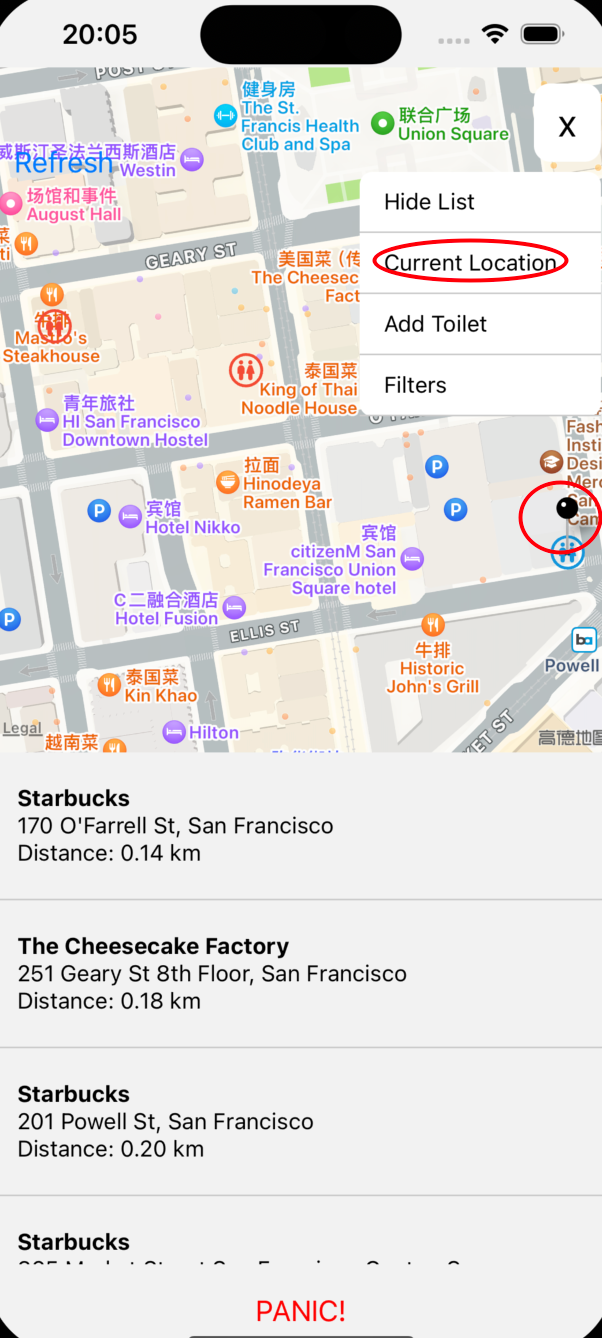 20:05
POST ST
健身房
The St.
Francis Health
Club and Spa
联合广场
Union Square
X
威斯汀圣法兰西斯酒店
Westin
Refresh
场馆和事件
August Hall
Hide List
Current Location
Add Toilet
Filters
GEARY ST
美国菜（传
The Cheesec
Fact
牛排
Mastro's
Steakhouse
泰国菜
King of Thai
Noodle House
青年旅社
HI San Francisco
Downtown Hostel
拉面
Hinodeya
Ramen Bar
P
P
P
P
Fash
Insti
Desi
Merc
San
Cam
宾馆
Hotel Nikko
宾馆
citizenM San
Francisco Union
Square hotel
C二融合酒店
Hotel Fusion
ELLIS ST
牛排
Historic
John's Grill
ba
Powell
泰国菜
Kin Khao
Hilton
越南菜
Legal
KET ST
高德地图
Starbucks
170 O'Farrell St, San Francisco
Distance: 0.14 km
The Cheesecake Factory
251 Geary St 8th Floor, San Francisco
Distance: 0.18 km
Starbucks
201 Powell St, San Francisco
Distance: 0.20 km
Starbucks
PANIC!